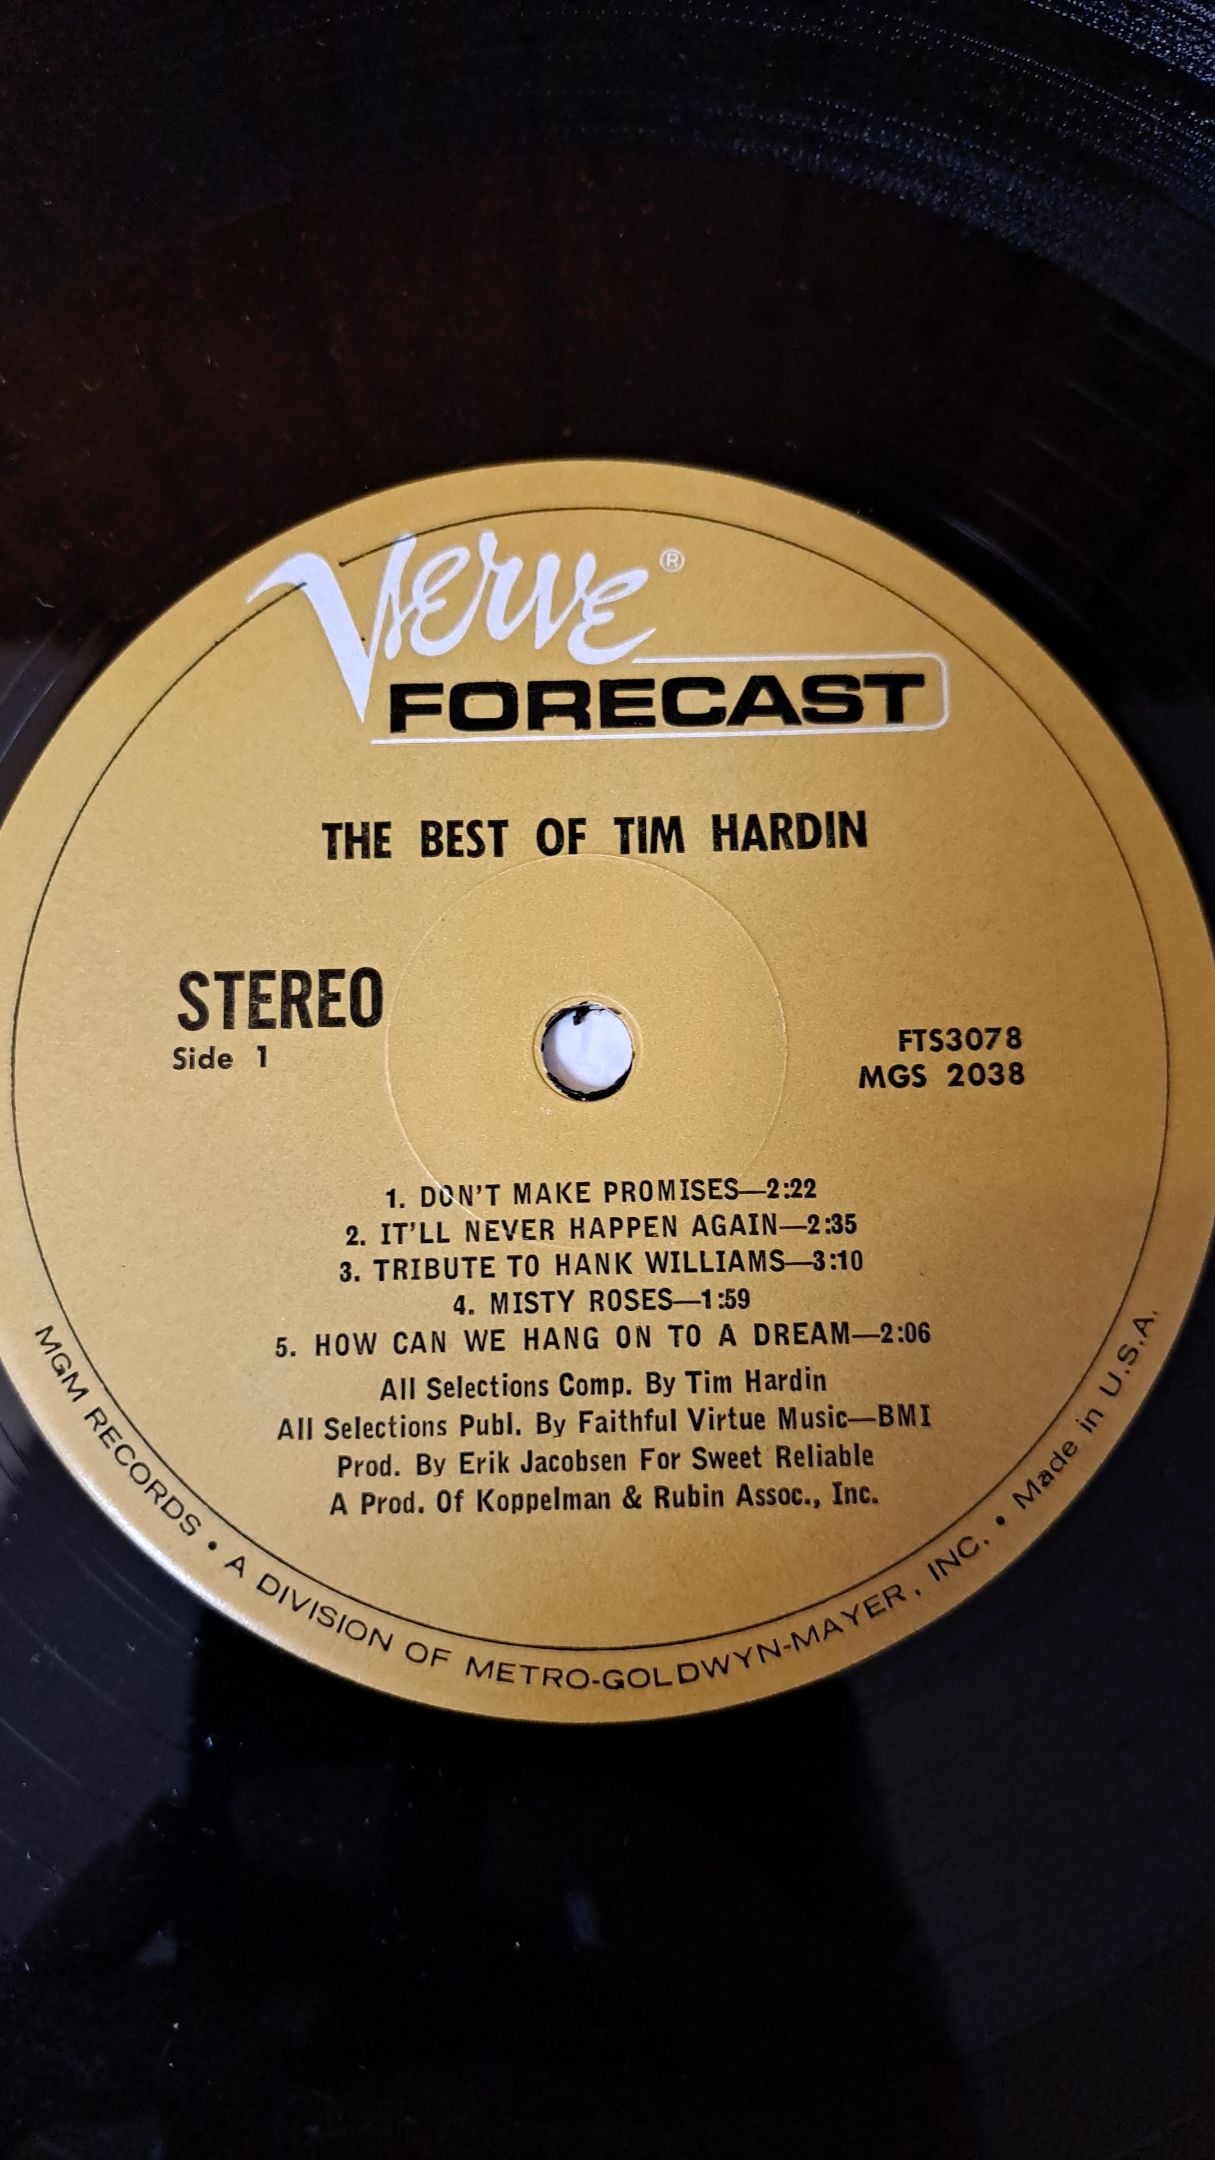 Verve ®
FORECAST
THE BEST OF TIM HARDIN
STEREO
Side 1
FTS3078
MGS 2038
1. DON'T MAKE PROMISES—2:22
2. IT'LL NEVER HAPPEN AGAIN—2:35
3. TRIBUTE TO HANK WILLIAMS—3:10
4. MISTY ROSES—1:59
5. HOW CAN WE HANG ON TO A DREAM—2:06
All Selections Comp. By Tim Hardin
All Selections Publ. By Faithful Virtue Music—BMI
Prod. By Erik Jacobsen For Sweet Reliable
A Prod. Of Koppelman & Rubin Assoc., Inc.
MGM RECORDS • A DIVISION OF METRO-GOLDWYN-MAYER, INC. • Made in U.S.A.